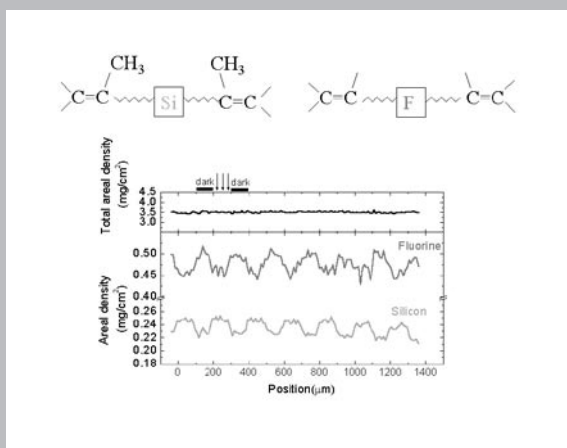 CH3 CH3
C=C Si C=C C=C F C=C
dark dark
Total areal density
(mg/cm²)
4.5
4.0
3.5
3.0
Fluorine
0.50
0.45
0.40
Areal density
(mg/cm²)
Silicon
0.26
0.24
0.22
0.20
0.18
0 200 400 600 800 1000 1200 1400
Position(μm)